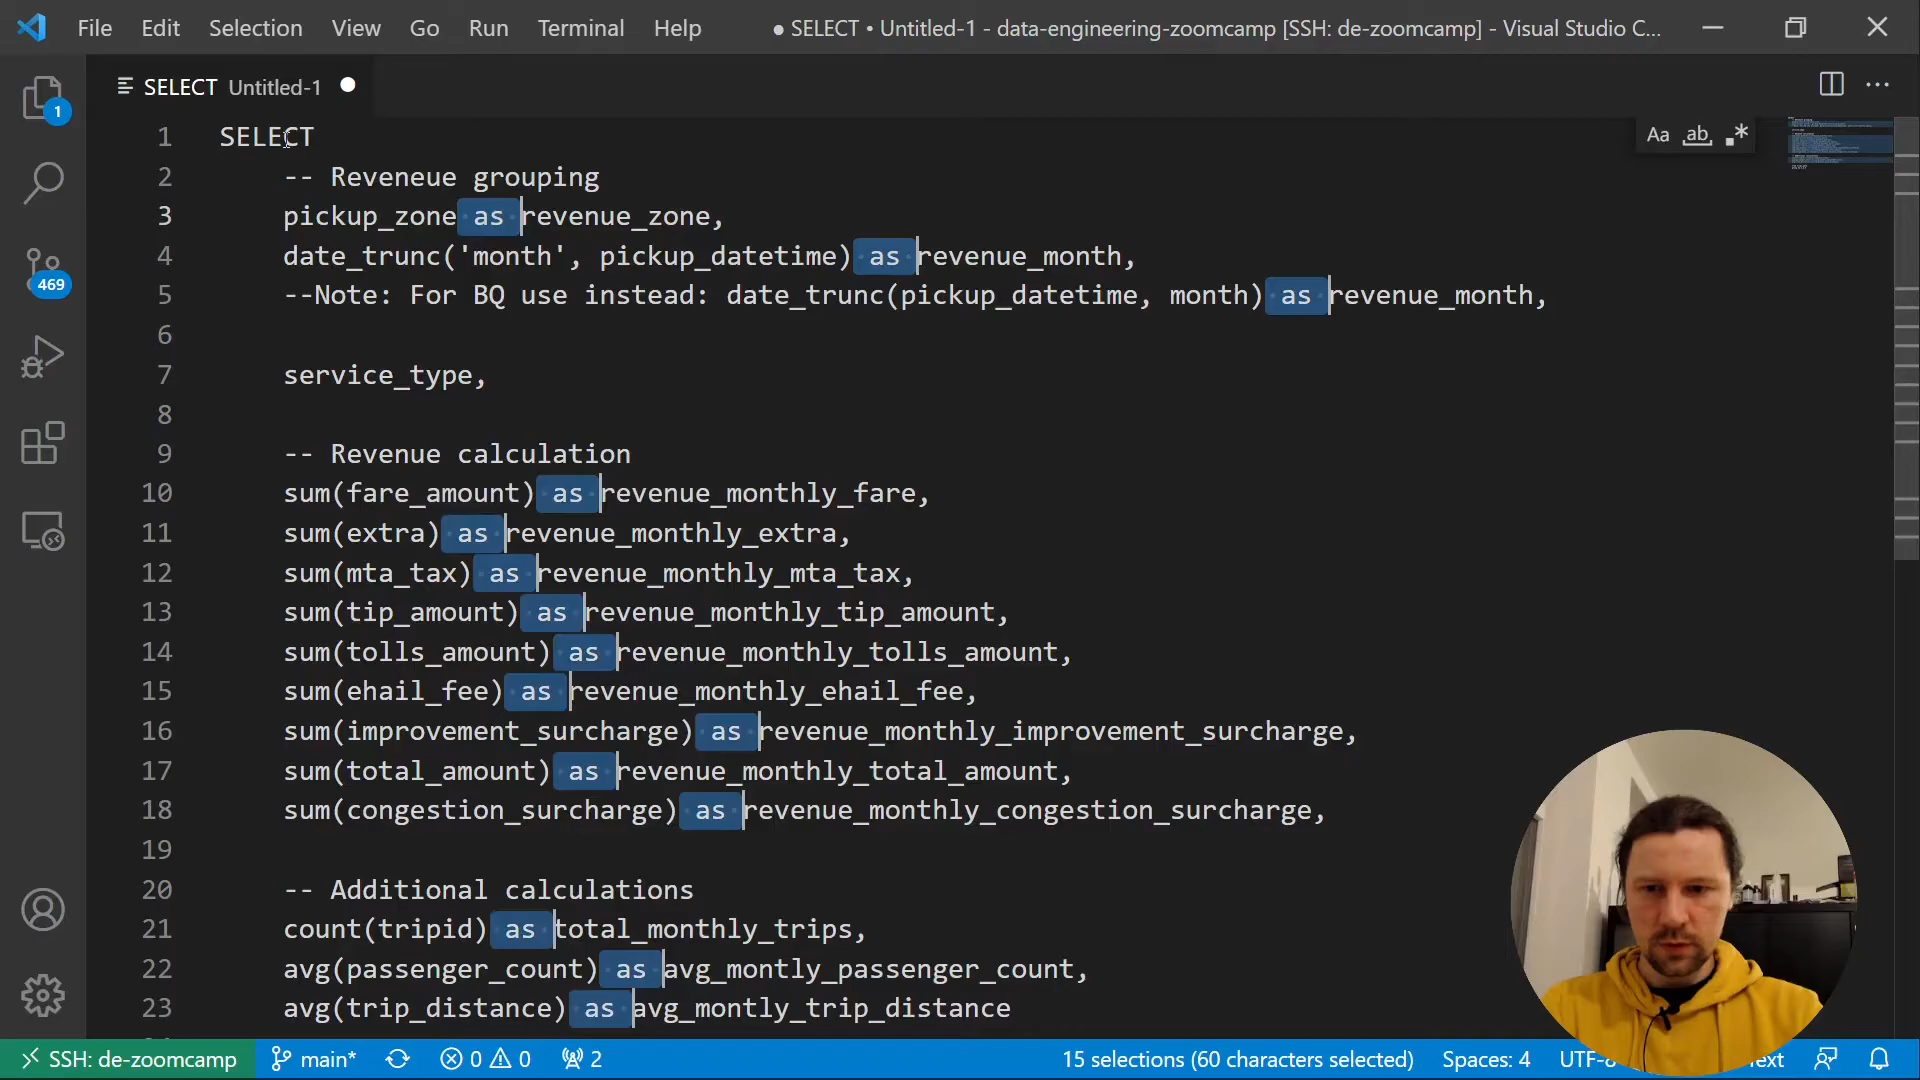 File Edit Selection View Go Run Terminal Help ● SELECT • Untitled-1 - data-engineering-zoomcamp [SSH: de-zoomcamp] - Visual Studio C...
SELECT Untitled-1
Aa ab .*
1 SELECT
2 -- Reveneue grouping
3 pickup_zone as revenue_zone,
4 date_trunc('month', pickup_datetime) as revenue_month,
5 --Note: For BQ use instead: date_trunc(pickup_datetime, month) as revenue_month,
6
7 service_type,
8
9 -- Revenue calculation
10 sum(fare_amount) as revenue_monthly_fare,
11 sum(extra) as revenue_monthly_extra,
12 sum(mta_tax) as revenue_monthly_mta_tax,
13 sum(tip_amount) as revenue_monthly_tip_amount,
14 sum(tolls_amount) as revenue_monthly_tolls_amount,
15 sum(ehail_fee) as revenue_monthly_ehail_fee,
16 sum(improvement_surcharge) as revenue_monthly_improvement_surcharge,
17 sum(total_amount) as revenue_monthly_total_amount,
18 sum(congestion_surcharge) as revenue_monthly_congestion_surcharge,
19
20 -- Additional calculations
21 count(tripid) as total_monthly_trips,
22 avg(passenger_count) as avg_montly_passenger_count,
23 avg(trip_distance) as avg_montly_trip_distance
1
469
SSH: de-zoomcamp main* 0 0 2 15 selections (60 characters selected) Spaces: 4